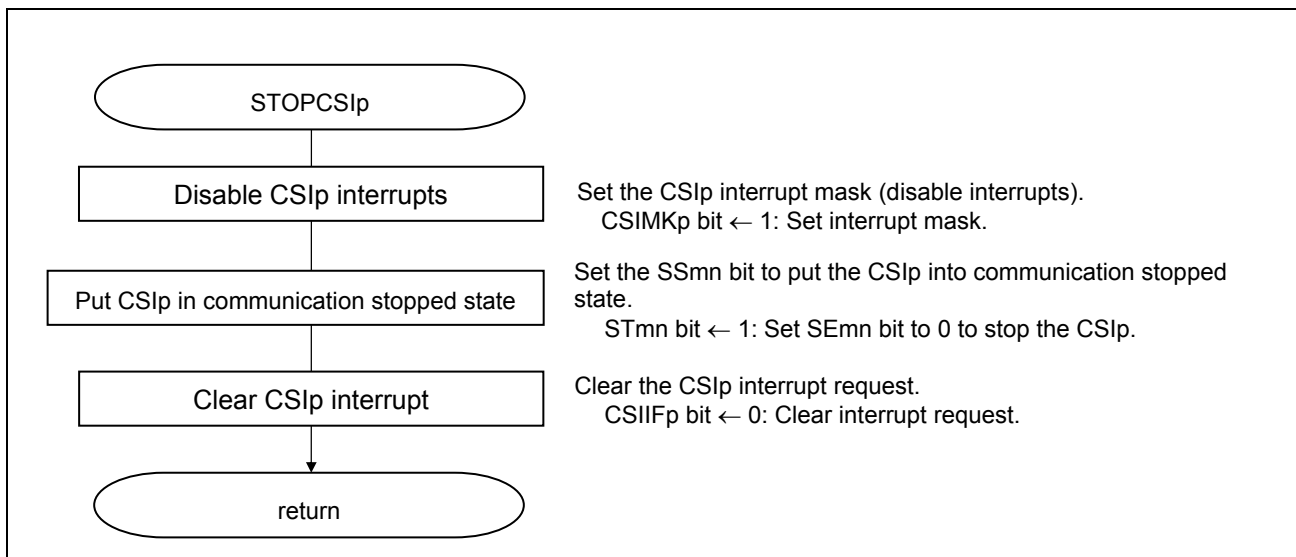 STOPCSIp
Disable CSIp interrupts
Set the CSIp interrupt mask (disable interrupts).
CSIMKp bit ← 1: Set interrupt mask.
Put CSIp in communication stopped state
Set the SSmn bit to put the CSIp into communication stopped
state.
STmn bit ← 1: Set SEmn bit to 0 to stop the CSIp.
Clear CSIp interrupt
Clear the CSIp interrupt request.
CSIIFp bit ← 0: Clear interrupt request.
return